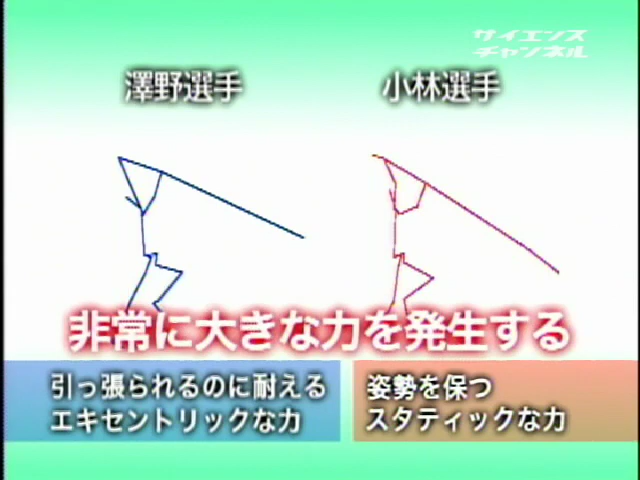 サイエンス
チャンネル
澤野選手
小林選手
非常に大きな力を発生する
引っ張られるのに耐える
エキセントリックな力
姿勢を保つ
スタティックな力